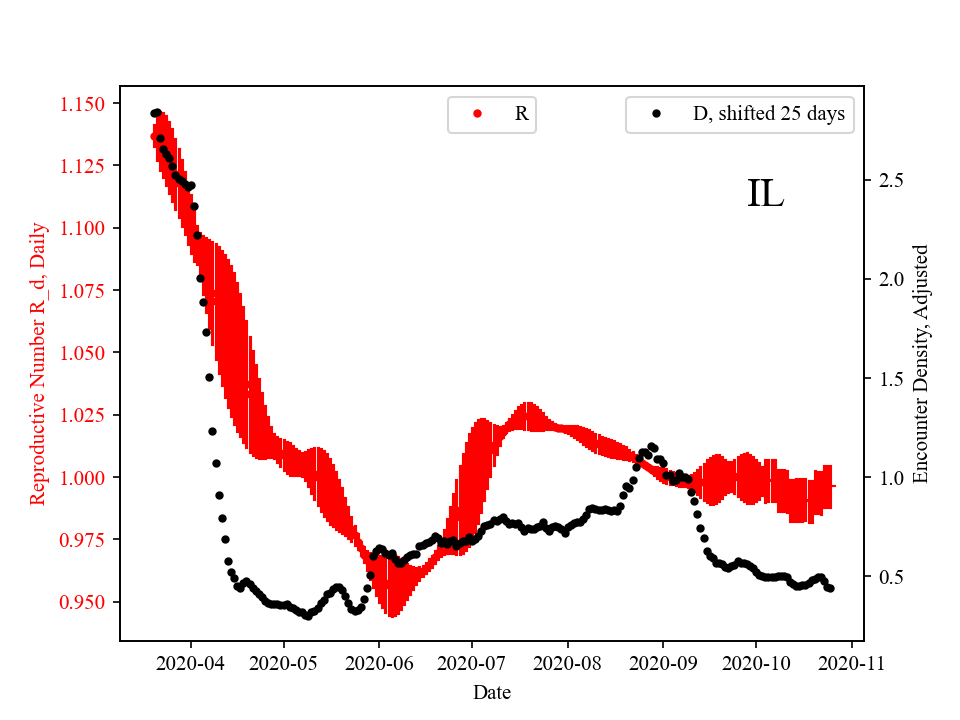 R
D, shifted 25 days
IL
Reproductive Number R_d, Daily
1.150
1.125
1.100
1.075
1.050
1.025
1.000
0.975
0.950
2.5
2.0
1.5
1.0
0.5
Encounter Density, Adjusted
2020-04 2020-05 2020-06 2020-07 2020-08 2020-09 2020-10 2020-11
Date